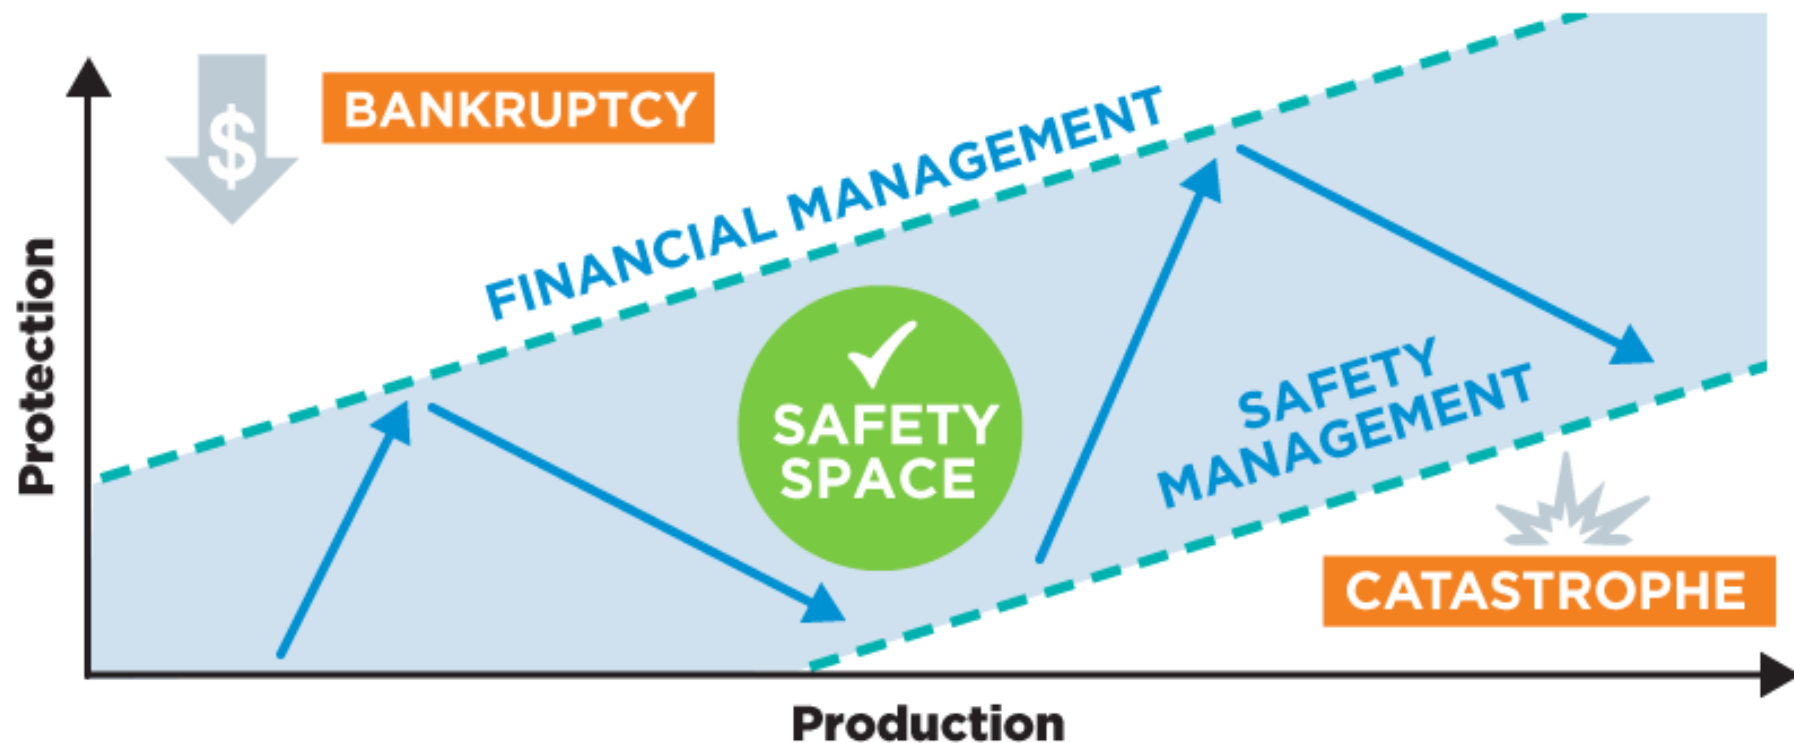 $
BANKRUPTCY
FINANCIAL MANAGEMENT
Protection
SAFETY
SPACE
SAFETY
MANAGEMENT
CATASTROPHE
Production